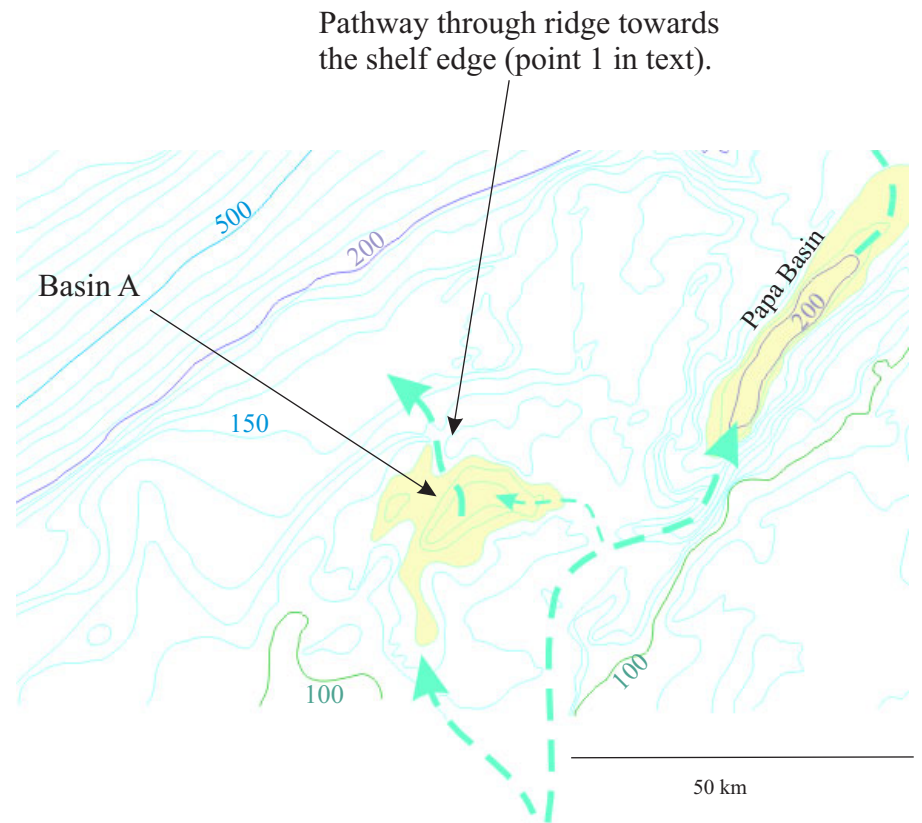 Pathway through ridge towards
the shelf edge (point 1 in text).
500
200
Basin A
Papa Basin
200
150
100
100
50 km